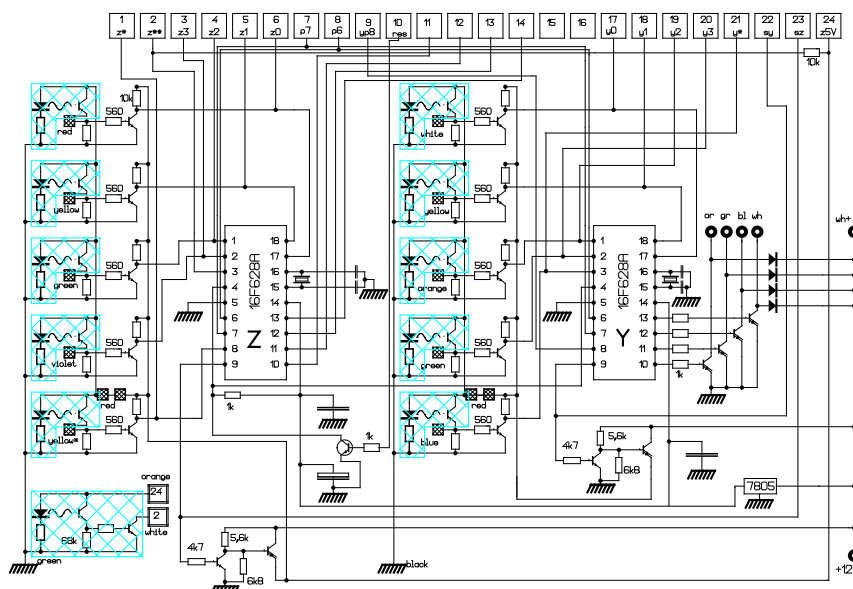 1 2 3 4 5 6 7 8 9 10 11 12 13 14 15 16 17 18 19 20 21 22 23 24
z* z** z3 z2 z1 z0 p7 p6 yp8 res y0 y1 y2 y3 y* sy sz z5V
10k
10k
560
red
560
white
560
yellow
560
yellow
or gr bl wh
wh+
560
green
560
orange
560
violet
560
green
1 18
2 17
3 16
4 15
5 14
6 13
7 12
8 11
9 10
16F628A
Z
1 18
2 17
3 16
4 15
5 14
6 13
7 12
8 11
9 10
16F628A
Y
1k
red
1k
red
560
yellow*
1k
560
blue
4k7
5,6k
6k8
7805
orange
24
2
white
68k
green
4k7
5,6k
6k8
black
+12